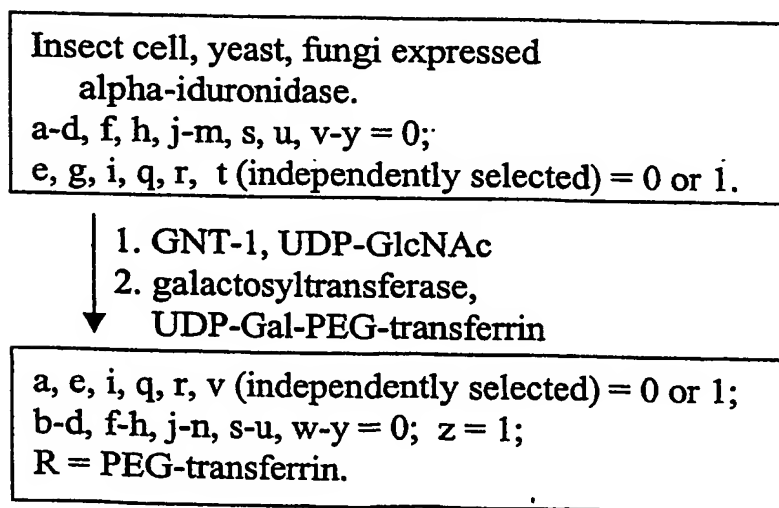 Insect cell, yeast, fungi expressed
alpha-iduronidase.
a-d, f, h, j-m, s, u, v-y = 0;
e, g, i, q, r, t (independently selected) = 0 or 1.
1. GNT-1, UDP-GlcNAc
2. galactosyltransferase,
UDP-Gal-PEG-transferrin
a, e, i, q, r, v (independently selected) = 0 or 1;
b-d, f-h, j-n, s-u, w-y = 0; z = 1;
R = PEG-transferrin.